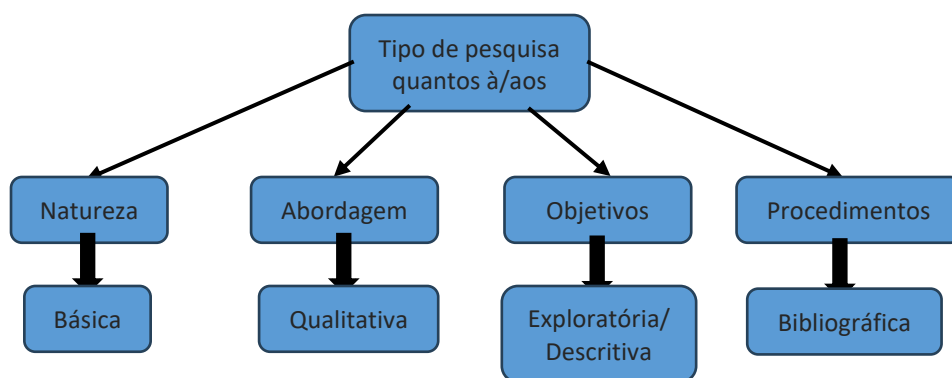 Tipo de pesquisa
quantos à/aos
Natureza
Abordagem
Objetivos
Procedimentos
Básica
Qualitativa
Exploratória/
Descritiva
Bibliográfica